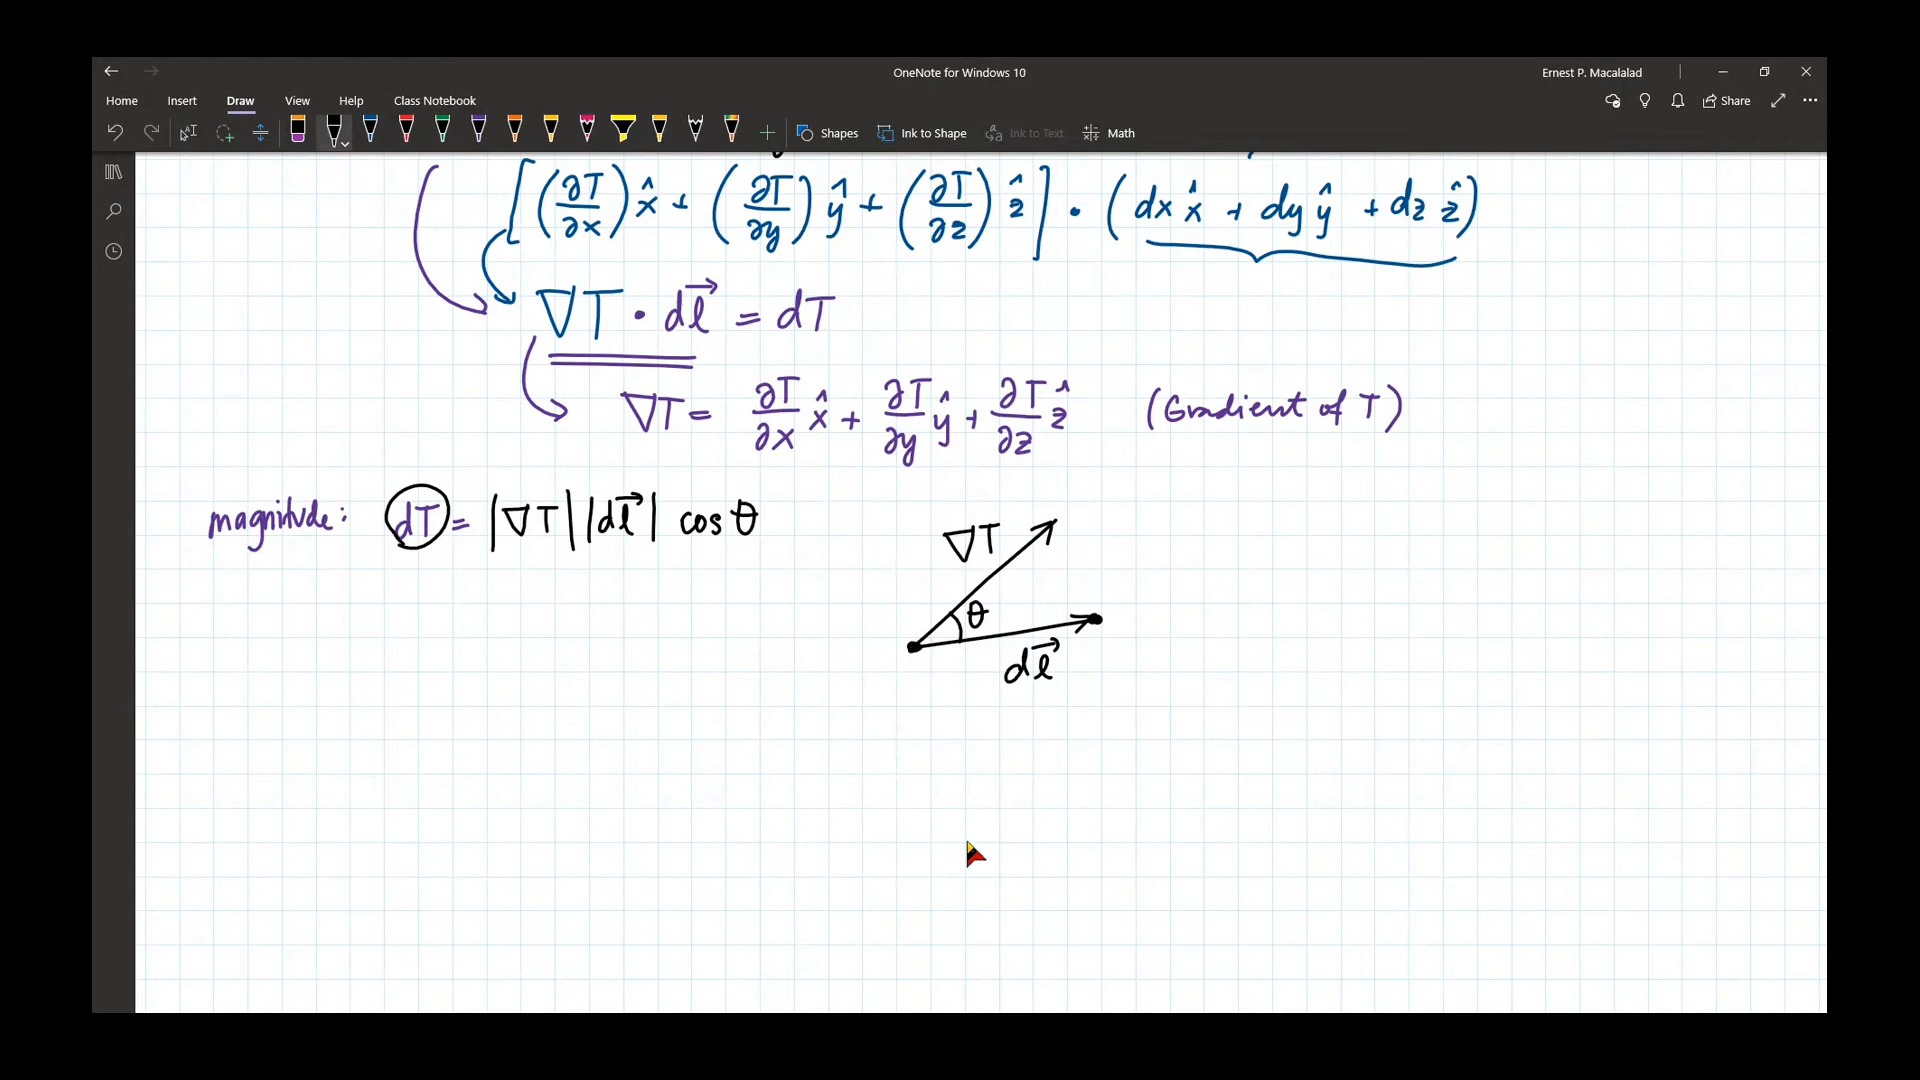 OneNote for Windows 10
Ernest P. Macalalad
Home Insert Draw View Help Class Notebook
Share
Shapes Ink to Shape Ink to Text Math
[(∂T/∂x) x̂ + (∂T/∂y) ŷ + (∂T/∂z) ẑ] • (dx x̂ + dy ŷ + dz ẑ)
∇T • dl⃗ = dT
∇T = ∂T/∂x x̂ + ∂T/∂y ŷ + ∂T/∂z ẑ (Gradient of T)
magnitude: dT = |∇T| |dl⃗| cos θ
∇T
θ
dl⃗